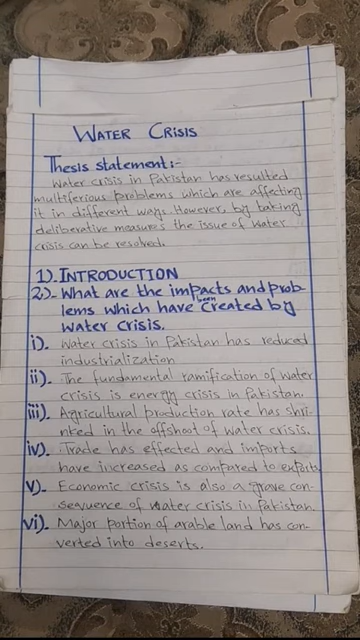 WATER CRISIS
Thesis statement:-
Water crisis in Pakistan has resulted
multiferious problems which are affecting
it in different ways. However, by taking
deliberative measures the issue of water
crisis can be resolved.
1). INTRODUCTION
2). What are the impacts and prob-
lems which have been created by
water crisis.
i). Water crisis in Pakistan has reduced
industrialization
ii). The fundamental ramification of water
crisis is energy crisis in Pakistan.
iii). Agricultural production rate has shri-
nked in the offshoot of water crisis.
iv). Trade has effected and imports
have increased as compared to exports.
v). Economic crisis is also a grave con-
sevuence of water crisis in Pakistan.
vi). Major portion of arable land has con-
verted into deserts.